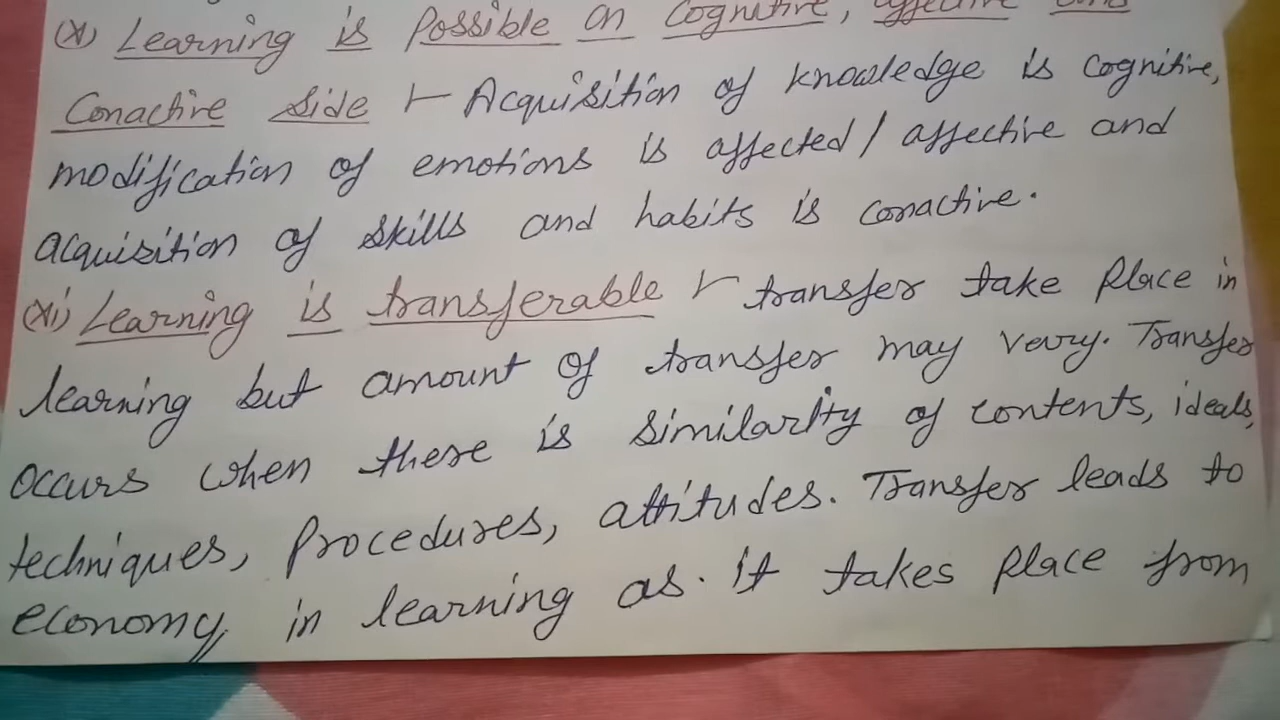 (x) Learning is Possible on Cognitive, affective and
Conactive Side :- Acquisition of knowledge is cognitive,
modification of emotions is affected / affective and
acquisition of skills and habits is conactive.
(xi) Learning is transferable :- transfer take Place in
learning but amount of transfer may very. Transfer
occurs when there is similarity of contents, ideals,
techniques, Procedures, attitudes. Transfer leads to
economy in learning as it takes place from